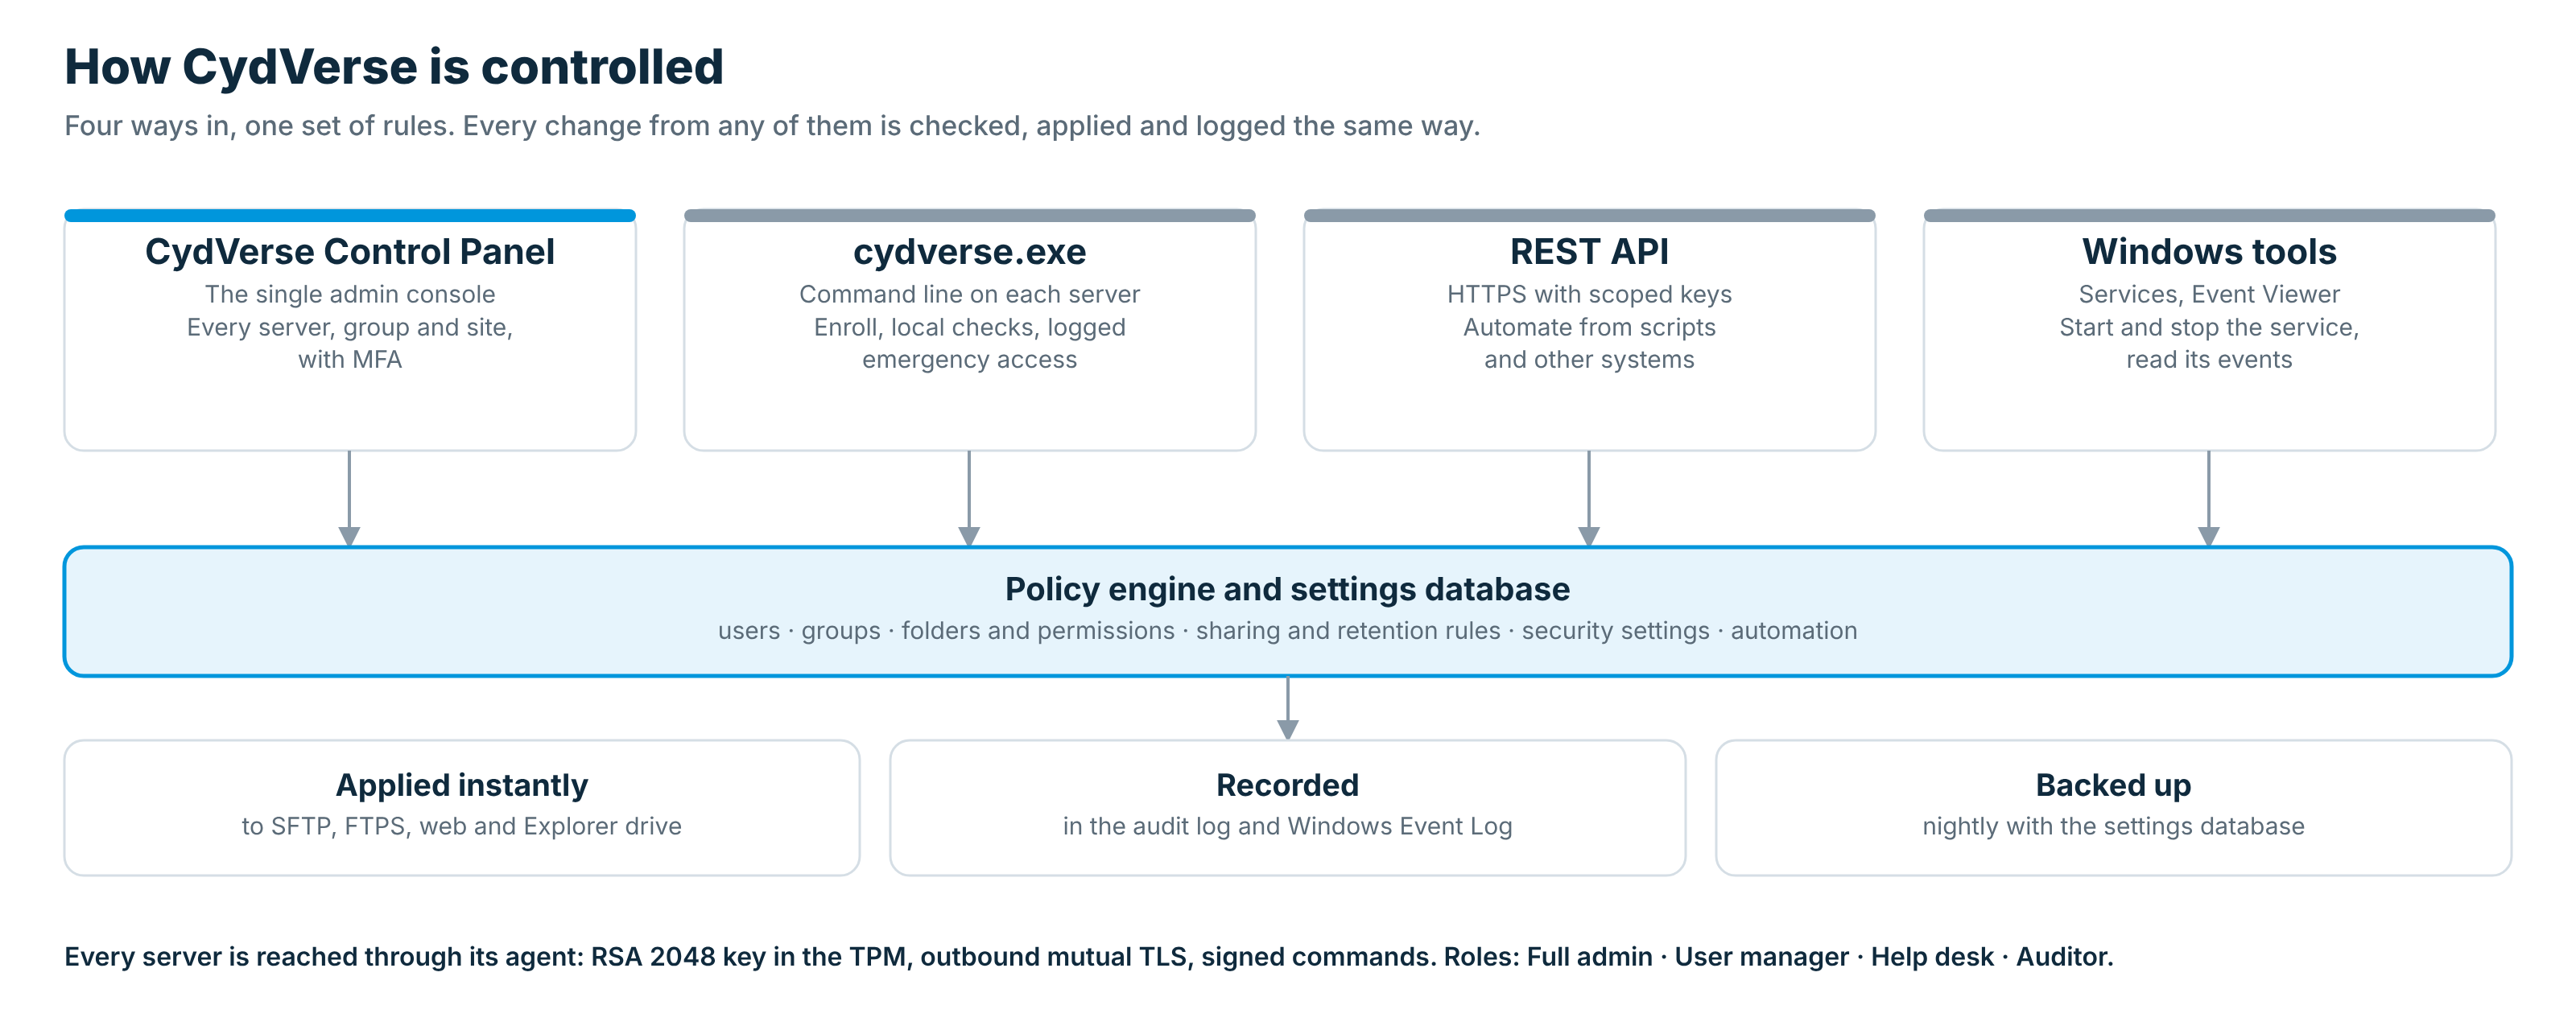 How CydVerse is controlled
Four ways in, one set of rules. Every change from any of them is checked, applied and logged the same way.
CydVerse Control Panel
The single admin console
Every server, group and site,
with MFA
cydverse.exe
Command line on each server
Enroll, local checks, logged
emergency access
REST API
HTTPS with scoped keys
Automate from scripts
and other systems
Windows tools
Services, Event Viewer
Start and stop the service,
read its events
Policy engine and settings database
users · groups · folders and permissions · sharing and retention rules · security settings · automation
Applied instantly
to SFTP, FTPS, web and Explorer drive
Recorded
in the audit log and Windows Event Log
Backed up
nightly with the settings database
Every server is reached through its agent: RSA 2048 key in the TPM, outbound mutual TLS, signed commands. Roles: Full admin · User manager · Help desk · Auditor.